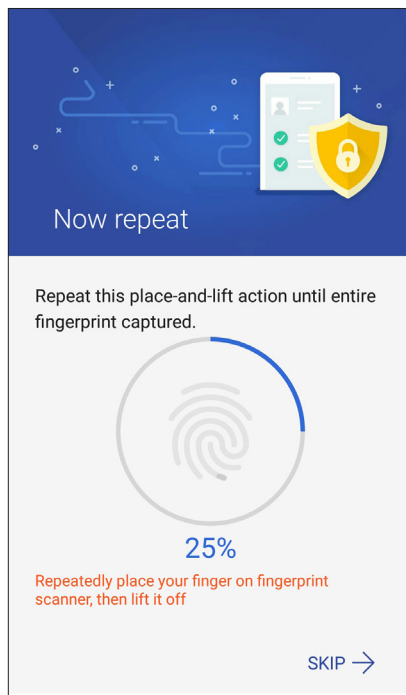 Now repeat
Repeat this place-and-lift action until entire
fingerprint captured.
25%
Repeatedly place your finger on fingerprint
scanner, then lift it off
SKIP